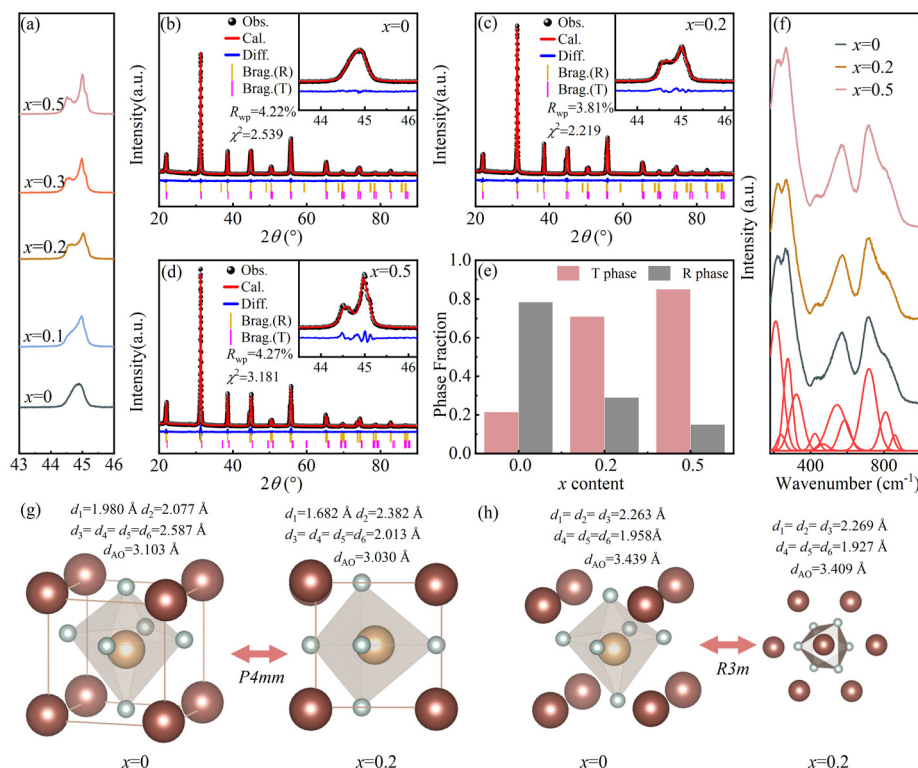 (a)
x=0.5
x=0.3
x=0.2
x=0.1
x=0
43 44 45 46
(b)
Intensity(a.u.)
Obs.
Cal.
Diff.
Brag.(R)
Brag.(T)
Rwp=4.22%
χ²=2.539
x=0
44 45 46
20 40 60 80
2θ(°)
(c)
Intensity(a.u.)
Obs.
Cal.
Diff.
Brag.(R)
Brag.(T)
Rwp=3.81%
χ²=2.219
x=0.2
44 45 46
20 40 60 80
2θ(°)
(d)
Intensity(a.u.)
Obs.
Cal.
Diff.
Brag.(R)
Brag.(T)
Rwp=4.27%
χ²=3.181
x=0.5
44 45 46
20 40 60 80
2θ(°)
(e)
T phase
R phase
Phase Fraction
1.0
0.8
0.6
0.4
0.2
0.0
0.0 0.2 0.5
x content
(f)
x=0
x=0.2
x=0.5
Intensity (a.u.)
400 800
Wavenumber (cm⁻¹)
(g)
d₁=1.980 Å d₂=2.077 Å
d₃= d₄= d₅=d₆=2.587 Å
dAO=3.103 Å
d₁=1.682 Å d₂=2.382 Å
d₃= d₄= d₅=d₆=2.013 Å
dAO=3.030 Å
P4mm
x=0
x=0.2
(h)
d₁= d₂= d₃=2.263 Å
d₄= d₅=d₆=1.958Å
dAO=3.439 Å
d₁= d₂= d₃=2.269 Å
d₄= d₅=d₆=1.927 Å
dAO=3.409 Å
R3m
x=0
x=0.2